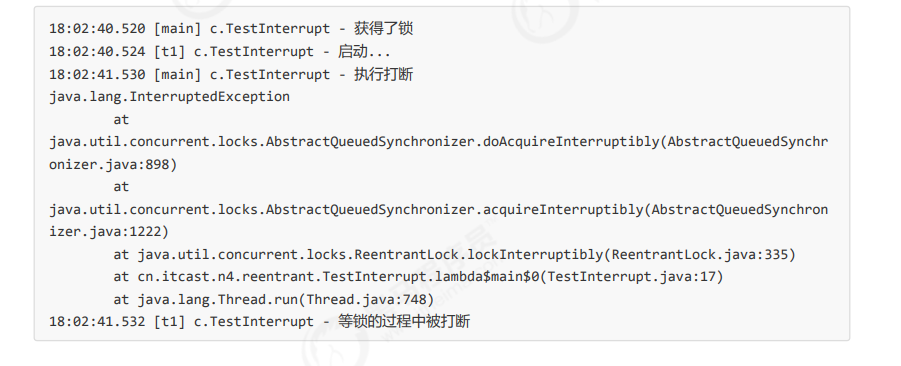 18:02:40.520 [main] c.TestInterrupt - 获得了锁
18:02:40.524 [t1] c.TestInterrupt - 启动...
18:02:41.530 [main] c.TestInterrupt - 执行打断
java.lang.InterruptedException
at
java.util.concurrent.locks.AbstractQueuedSynchronizer.doAcquireInterruptibly(AbstractQueuedSynchr
onizer.java:898)
at
java.util.concurrent.locks.AbstractQueuedSynchronizer.acquireInterruptibly(AbstractQueuedSynchron
izer.java:1222)
at java.util.concurrent.locks.ReentrantLock.lockInterruptibly(ReentrantLock.java:335)
at cn.itcast.n4.reentrant.TestInterrupt.lambda$main$0(TestInterrupt.java:17)
at java.lang.Thread.run(Thread.java:748)
18:02:41.532 [t1] c.TestInterrupt - 等锁的过程中被打断